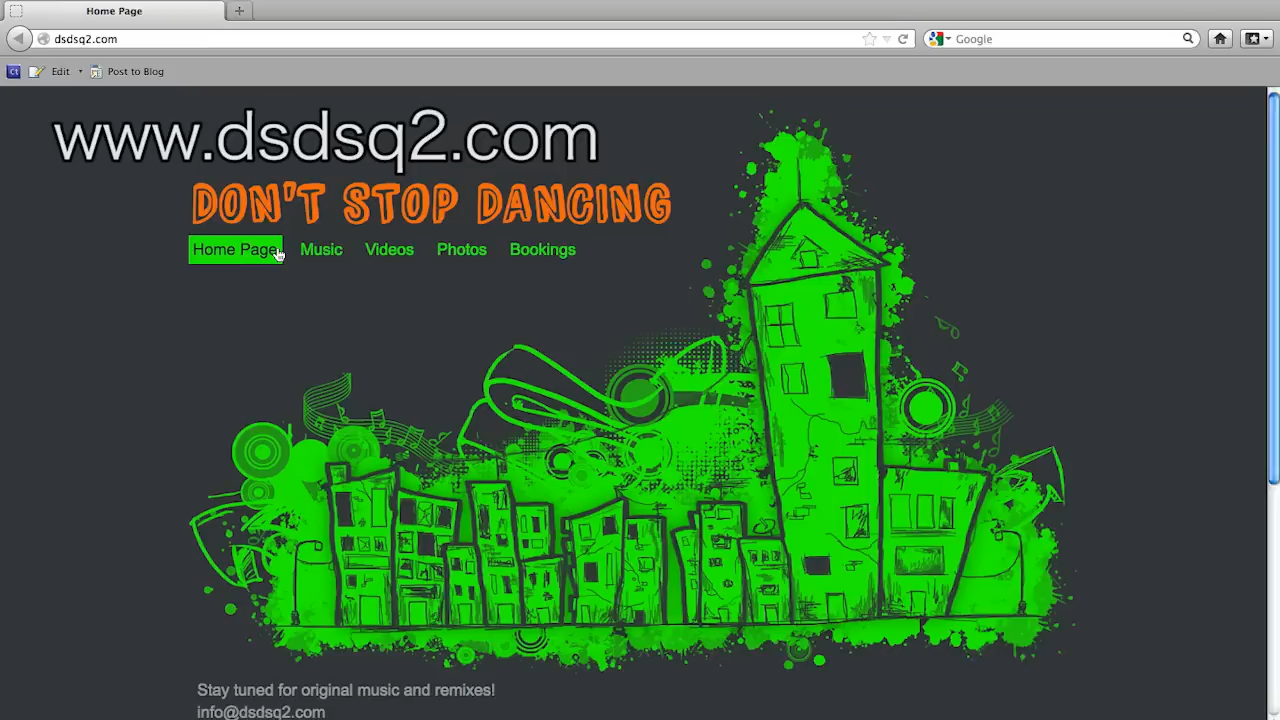 Home Page
dsdsq2.com
Google
Edit
Post to Blog
www.dsdsq2.com
DON'T STOP DANCING
Home Page Music Videos Photos Bookings
Stay tuned for original music and remixes!
info@dsdsq2.com